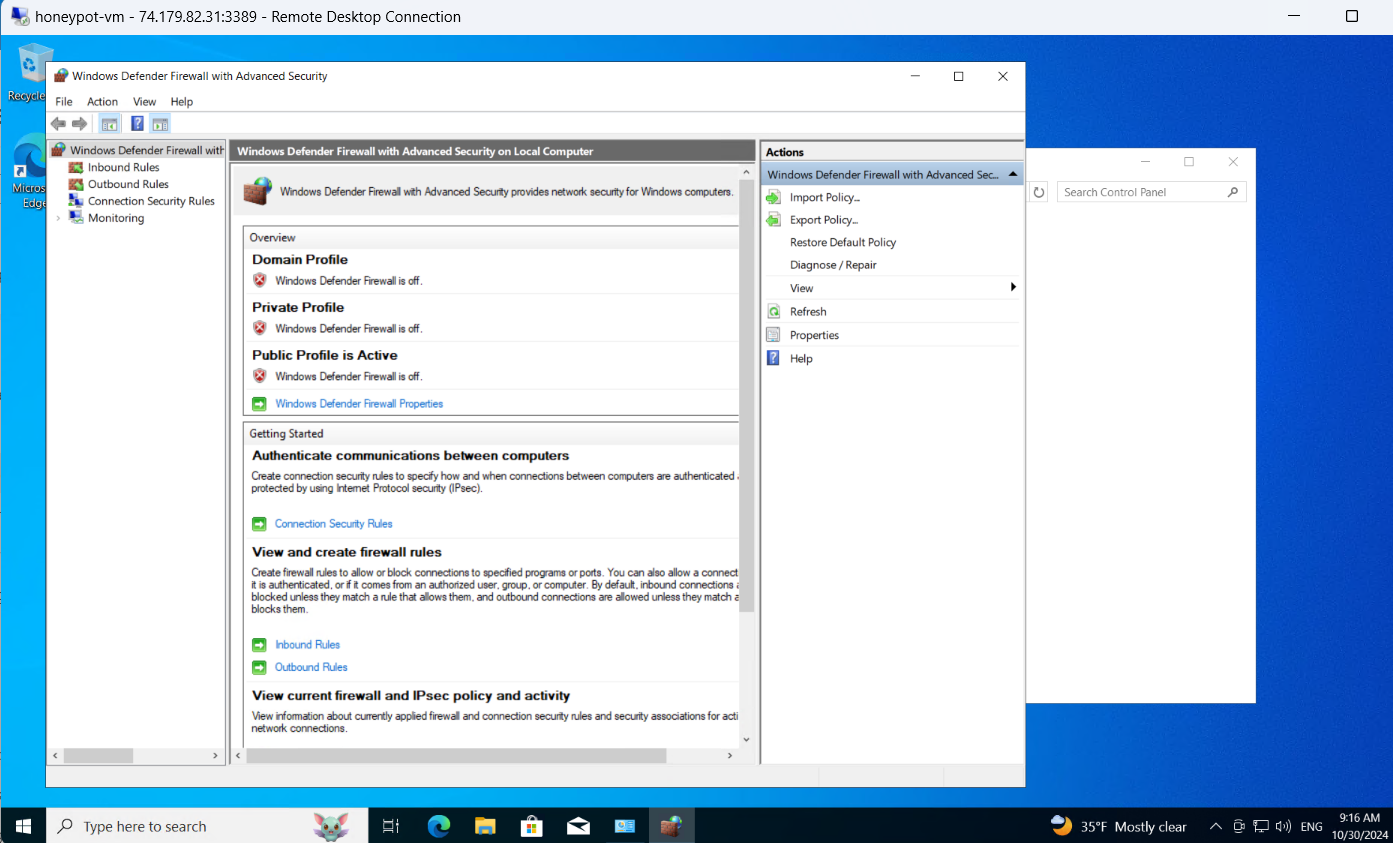 honeypot-vm - 74.179.82.31:3389 - Remote Desktop Connection
Recycle
Micros
Edge
Windows Defender Firewall with Advanced Security
File Action View Help
Windows Defender Firewall with
Inbound Rules
Outbound Rules
Connection Security Rules
Monitoring
Windows Defender Firewall with Advanced Security on Local Computer
Windows Defender Firewall with Advanced Security provides network security for Windows computers.
Overview
Domain Profile
Windows Defender Firewall is off.
Private Profile
Windows Defender Firewall is off.
Public Profile is Active
Windows Defender Firewall is off.
Windows Defender Firewall Properties
Getting Started
Authenticate communications between computers
Create connection security rules to specify how and when connections between computers are authenticated
protected by using Internet Protocol security (IPsec).
Connection Security Rules
View and create firewall rules
Create firewall rules to allow or block connections to specified programs or ports. You can also allow a connect
it is authenticated, or if it comes from an authorized user, group, or computer. By default, inbound connections
blocked unless they match a rule that allows them, and outbound connections are allowed unless they match a
blocks them.
Inbound Rules
Outbound Rules
View current firewall and IPsec policy and activity
View information about currently applied firewall and connection security rules and security associations for acti
network connections.
Actions
Windows Defender Firewall with Advanced Sec...
Import Policy...
Export Policy...
Restore Default Policy
Diagnose / Repair
View
Refresh
Properties
Help
Search Control Panel
Type here to search
35°F Mostly clear
ENG
9:16 AM
10/30/2024